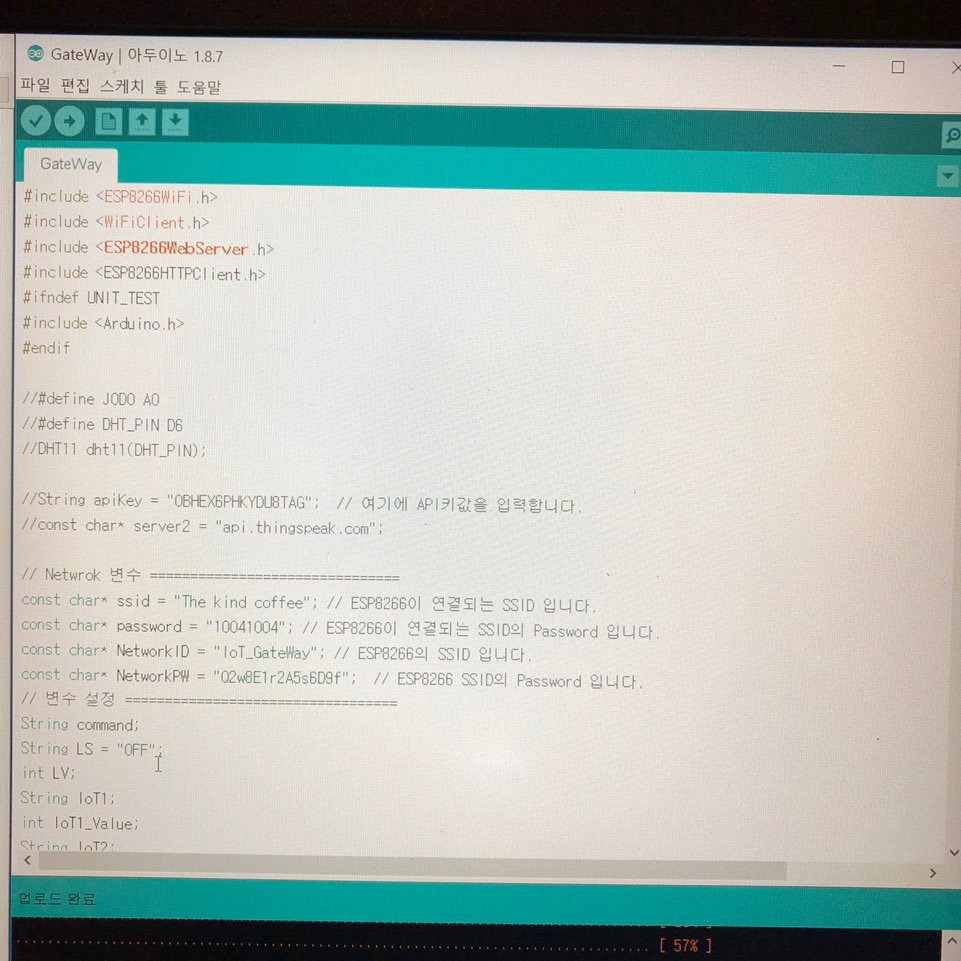 GateWay | 아두이노 1.8.7
파일 편집 스케치 툴 도움말
GateWay
#include <ESP8266WiFi.h>
#include <WiFiClient.h>
#include <ESP8266WebServer.h>
#include <ESP8266HTTPClient.h>
#ifndef UNIT_TEST
#include <Arduino.h>
#endif
//#define JODO A0
//#define DHT_PIN D6
//DHT11 dht11(DHT_PIN);
//String apiKey = "OBHEX6PHKYDU8TAG"; // 여기에 API키값을 입력합니다.
//const char* server2 = "api.thingspeak.com";
// Netwrok 변수 ===============================
const char* ssid = "The kind coffee"; // ESP8266이 연결되는 SSID 입니다.
const char* password = "10041004"; // ESP8266이 연결되는 SSID의 Password 입니다.
const char* NetworkID = "IoT_GateWay"; // ESP8266의 SSID 입니다.
const char* NetworkPW = "02w8E1r2A5s6D9f"; // ESP8266 SSID의 Password 입니다.
// 변수 설정 ==================================
String command;
String LS = "OFF";
int LV;
String IoT1;
int IoT1_Value;
String IoT2;
업로드 완료
[ 57% ]